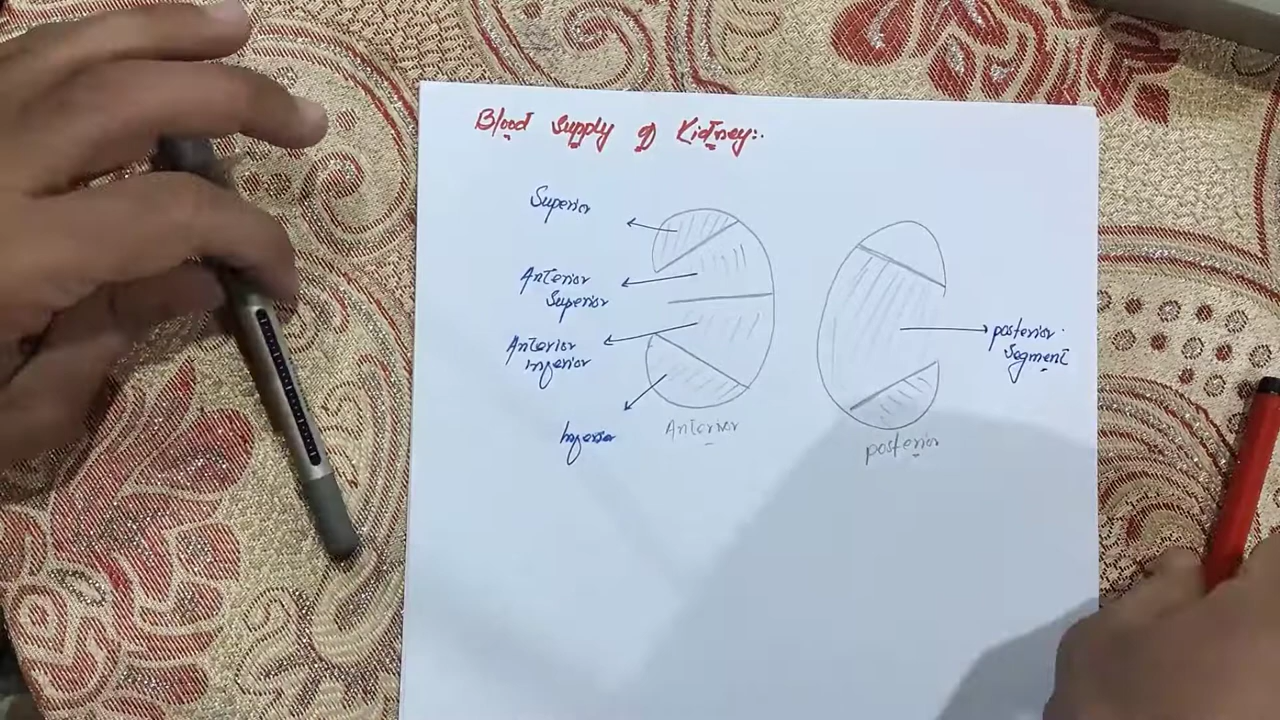 Blood Supply of Kidney:.
Superior
Anterior
Superior
Anterior
Inferior
Inferior
Anterior
posterior
Segment
posterior